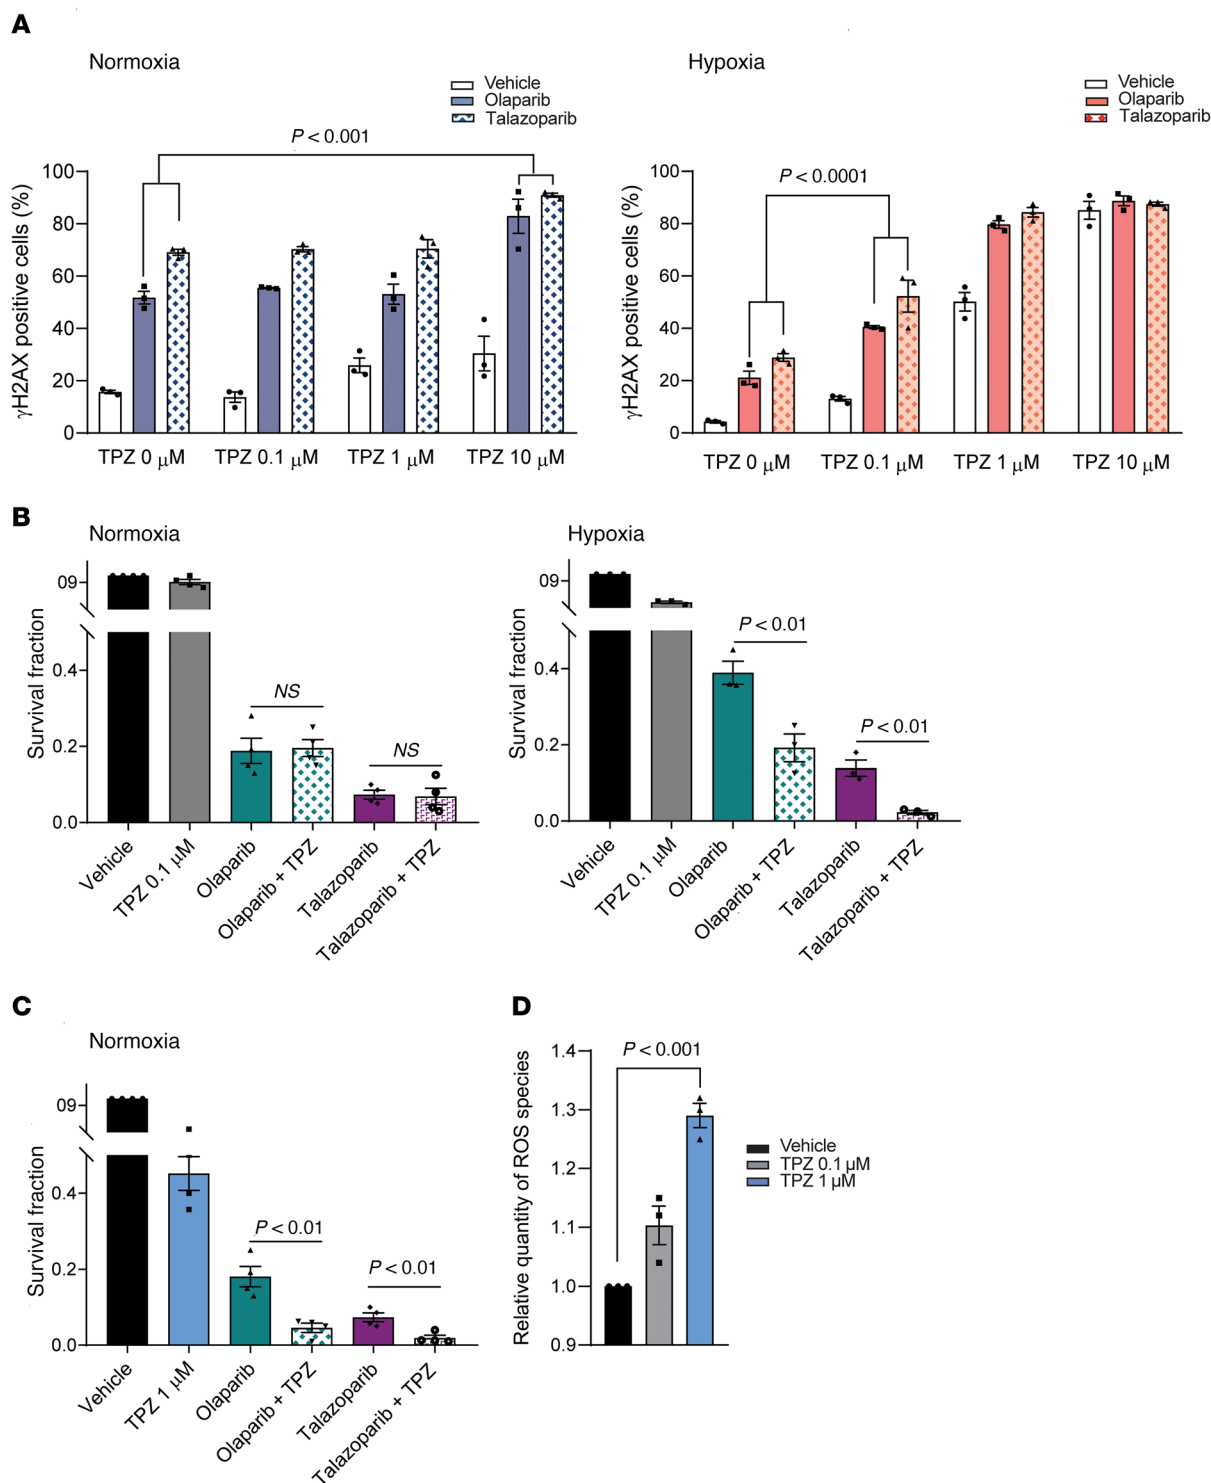 A
Normoxia
Vehicle
Olaparib
Talazoparib
P < 0.001
γH2AX positive cells (%)
100
80
60
40
20
0
TPZ 0 μM
TPZ 0.1 μM
TPZ 1 μM
TPZ 10 μM
Hypoxia
Vehicle
Olaparib
Talazoparib
P < 0.0001
γH2AX positive cells (%)
100
80
60
40
20
0
TPZ 0 μM
TPZ 0.1 μM
TPZ 1 μM
TPZ 10 μM
B
Normoxia
Survival fraction
09
0.4
0.2
0.0
NS
NS
Vehicle
TPZ 0.1 μM
Olaparib
Olaparib + TPZ
Talazoparib
Talazoparib + TPZ
Hypoxia
Survival fraction
09
0.4
0.2
0.0
P < 0.01
P < 0.01
Vehicle
TPZ 0.1 μM
Olaparib
Olaparib + TPZ
Talazoparib
Talazoparib + TPZ
C
Normoxia
Survival fraction
09
0.4
0.2
0.0
P < 0.01
P < 0.01
Vehicle
TPZ 1 μM
Olaparib
Olaparib + TPZ
Talazoparib
Talazoparib + TPZ
D
Relative quantity of ROS species
1.4
1.3
1.2
1.1
1.0
0.9
P < 0.001
Vehicle
TPZ 0.1 μM
TPZ 1 μM